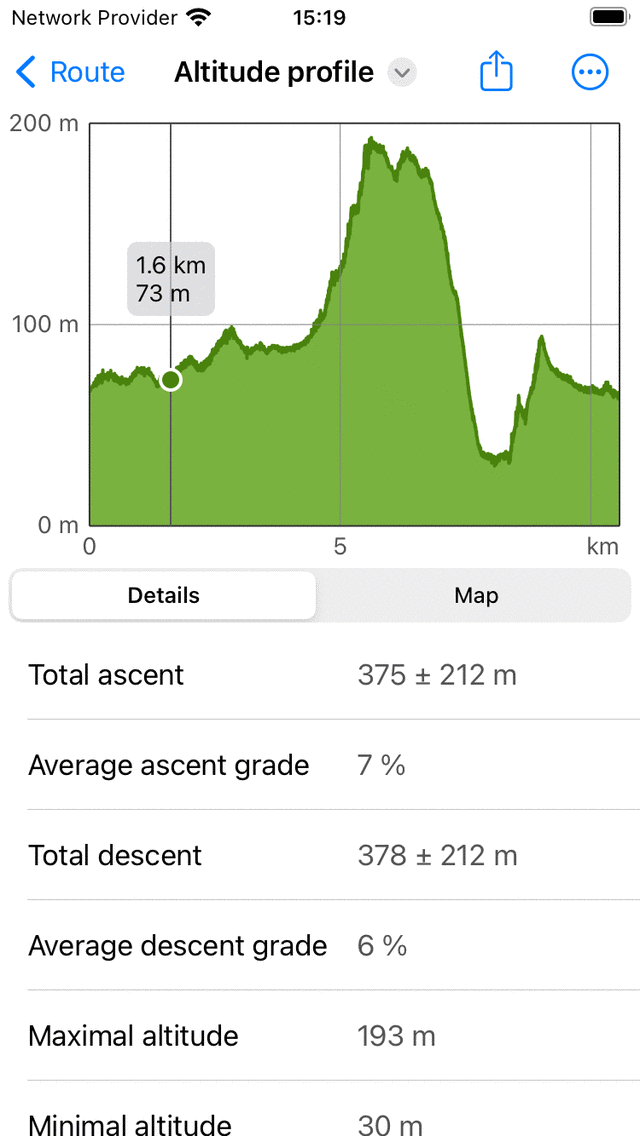 Network Provider 15:19
Route Altitude profile
200 m
1.6 km
73 m
100 m
0 m
0 5 km
Details Map
Total ascent 375 ± 212 m
Average ascent grade 7 %
Total descent 378 ± 212 m
Average descent grade 6 %
Maximal altitude 193 m
Minimal altitude 30 m